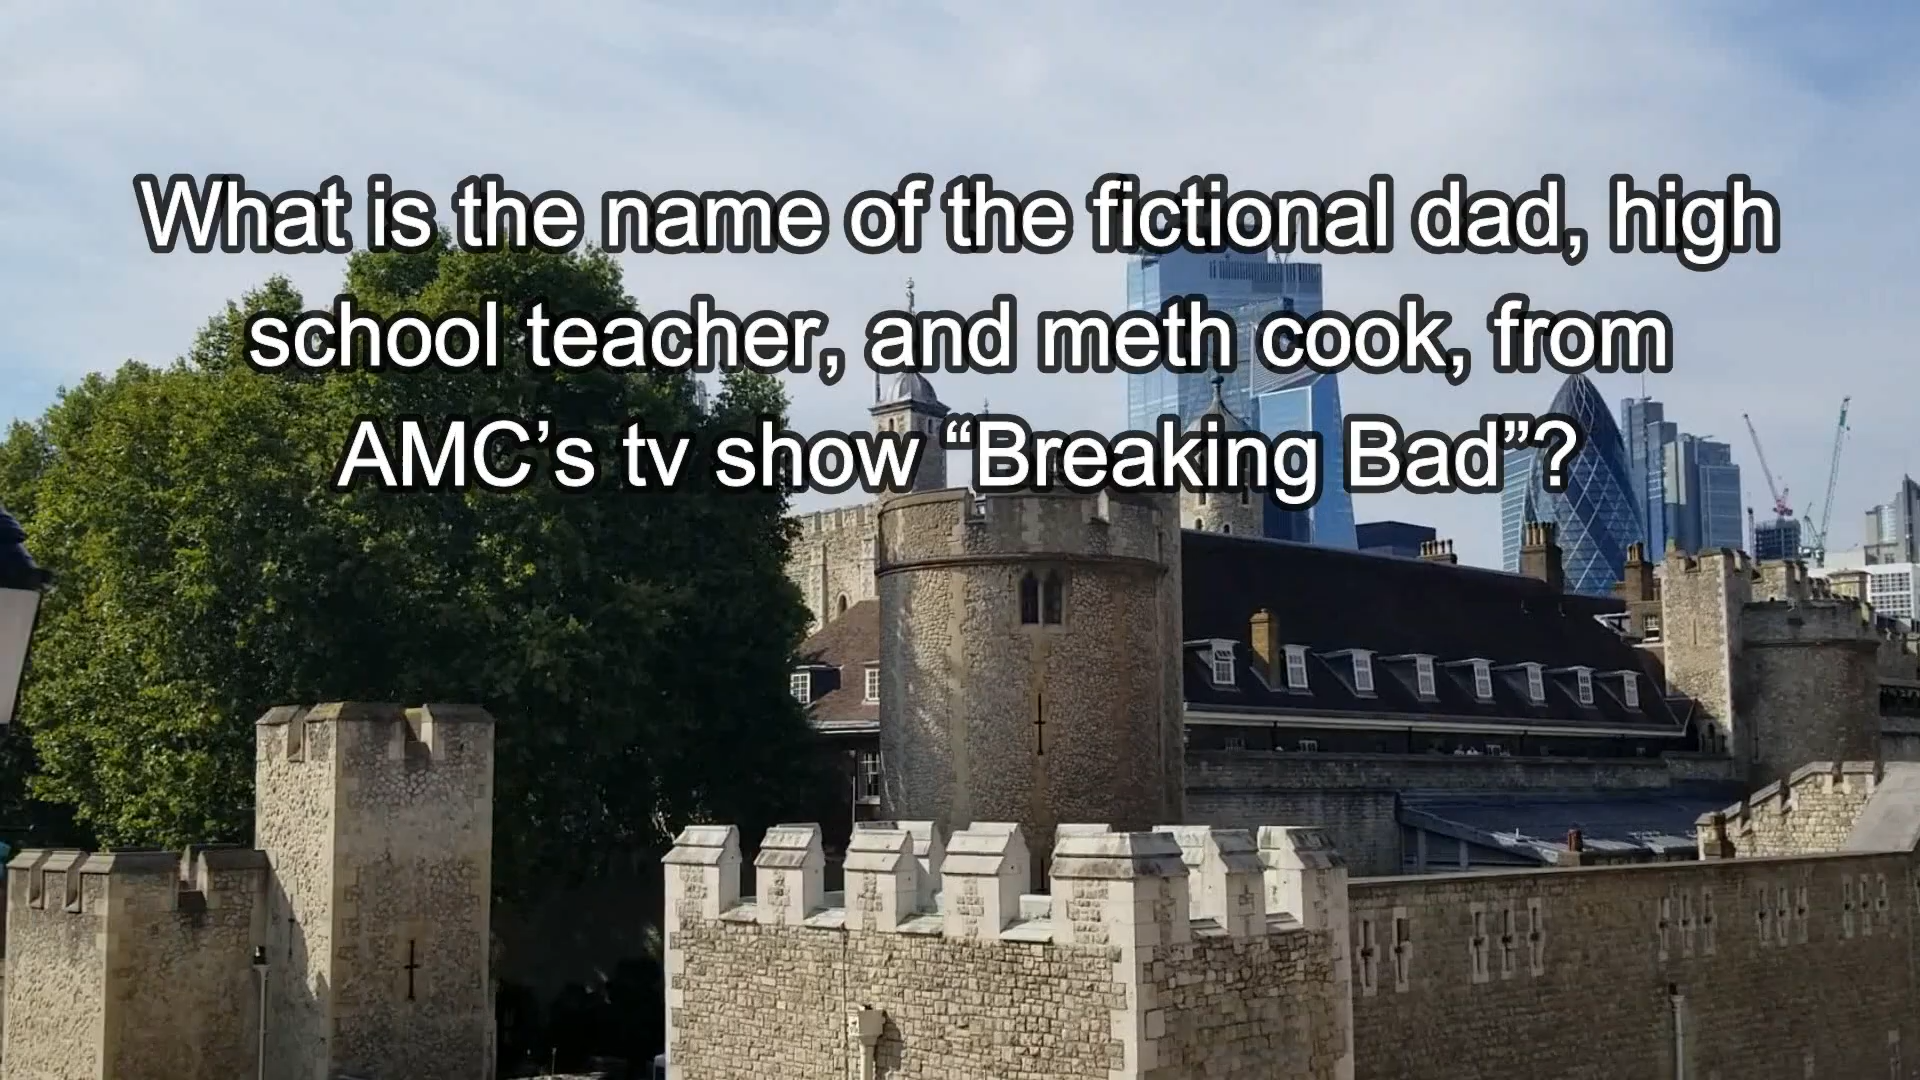 What is the name of the fictional dad, high
school teacher, and meth cook, from
AMC’s tv show “Breaking Bad”?